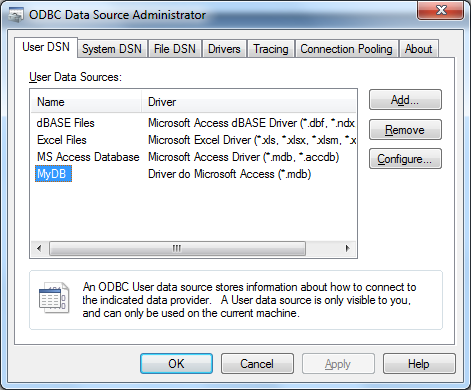 ODBC Data Source Administrator
User DSN System DSN File DSN Drivers Tracing Connection Pooling About
User Data Sources:
Name Driver
dBASE Files Microsoft Access dBASE Driver (*.dbf, *.ndx
Excel Files Microsoft Excel Driver (*.xls, *.xlsx, *.xlsm, *.x
MS Access Database Microsoft Access Driver (*.mdb, *.accdb)
MyDB Driver do Microsoft Access (*.mdb)
Add...
Remove
Configure...
An ODBC User data source stores information about how to connect to
the indicated data provider. A User data source is only visible to you,
and can only be used on the current machine.
OK Cancel Apply Help